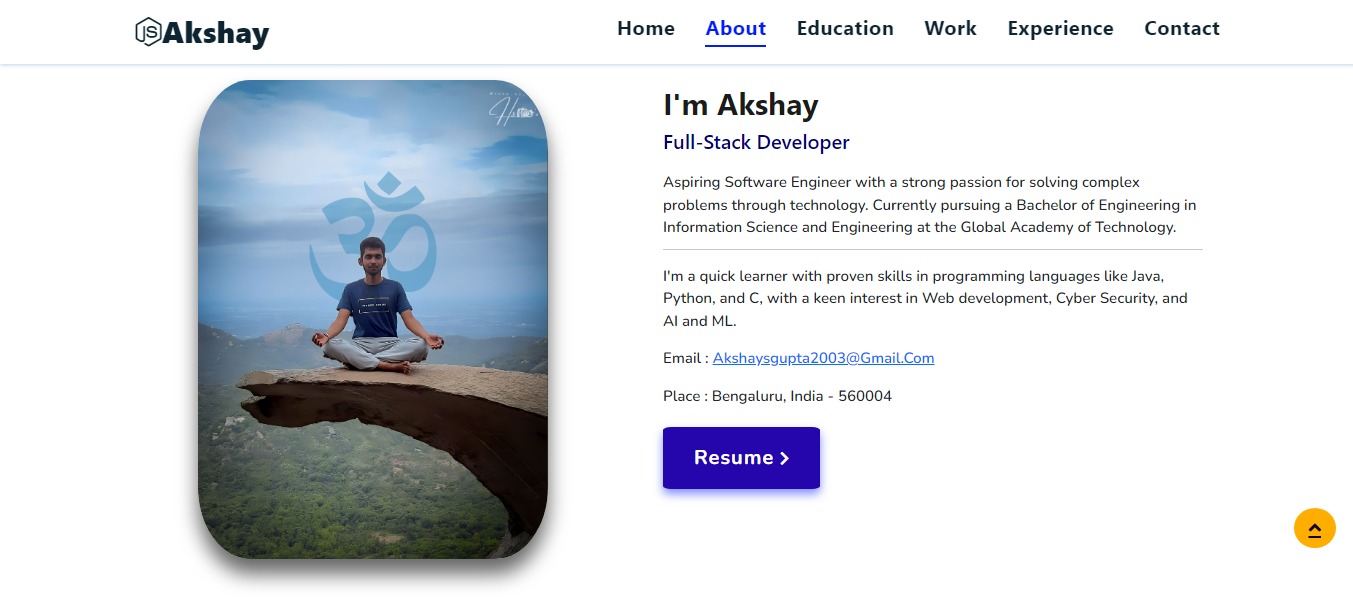 Akshay
Home About Education Work Experience Contact
I'm Akshay
Full-Stack Developer
Aspiring Software Engineer with a strong passion for solving complex
problems through technology. Currently pursuing a Bachelor of Engineering in
Information Science and Engineering at the Global Academy of Technology.
I'm a quick learner with proven skills in programming languages like Java,
Python, and C, with a keen interest in Web development, Cyber Security, and
AI and ML.
Email : Akshaysgupta2003@Gmail.Com
Place : Bengaluru, India - 560004
Resume
ॐ